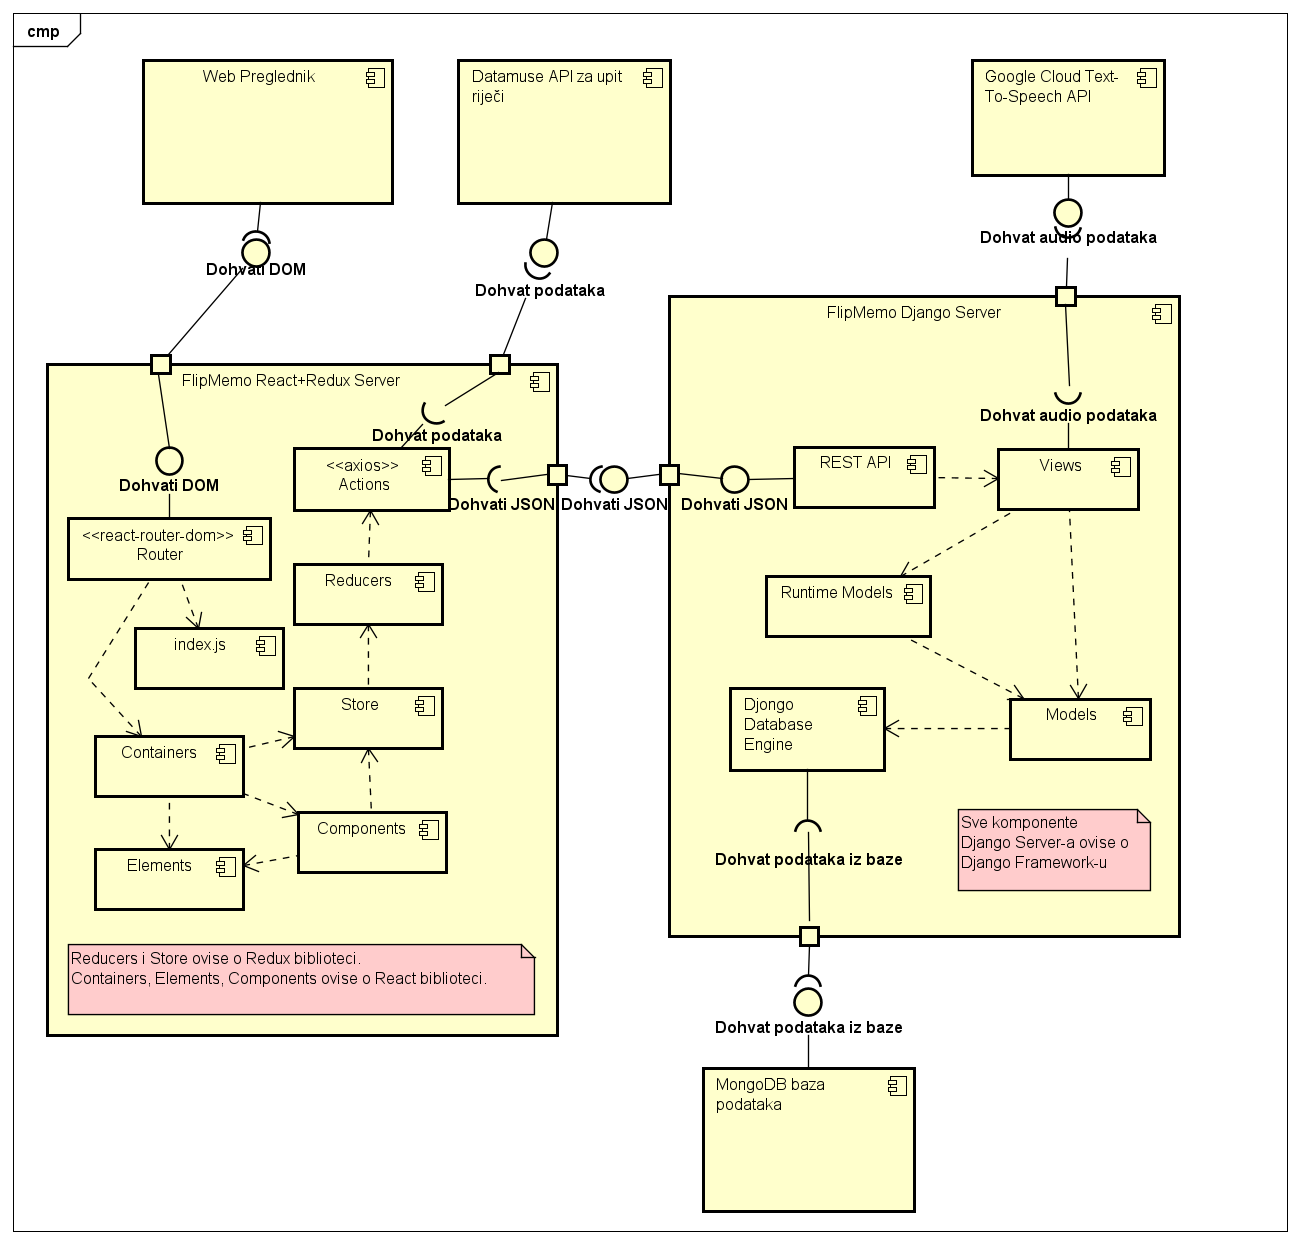 cmp
Web Preglednik
Datamuse API za upit
riječi
Google Cloud Text-
To-Speech API
Dohvati DOM
Dohvat podataka
Dohvat audio podataka
FlipMemo React+Redux Server
FlipMemo Django Server
Dohvat podataka
Dohvat audio podataka
Dohvati DOM
<<axios>>
Actions
Dohvati JSON
Dohvati JSON
Dohvati JSON
REST API
Views
<<react-router-dom>>
Router
Reducers
Runtime Models
index.js
Store
Djongo
Database
Engine
Models
Containers
Components
Elements
Dohvat podataka iz baze
Sve komponente
Django Server-a ovise o
Django Framework-u
Reducers i Store ovise o Redux biblioteci.
Containers, Elements, Components ovise o React biblioteci.
Dohvat podataka iz baze
MongoDB baza
podataka